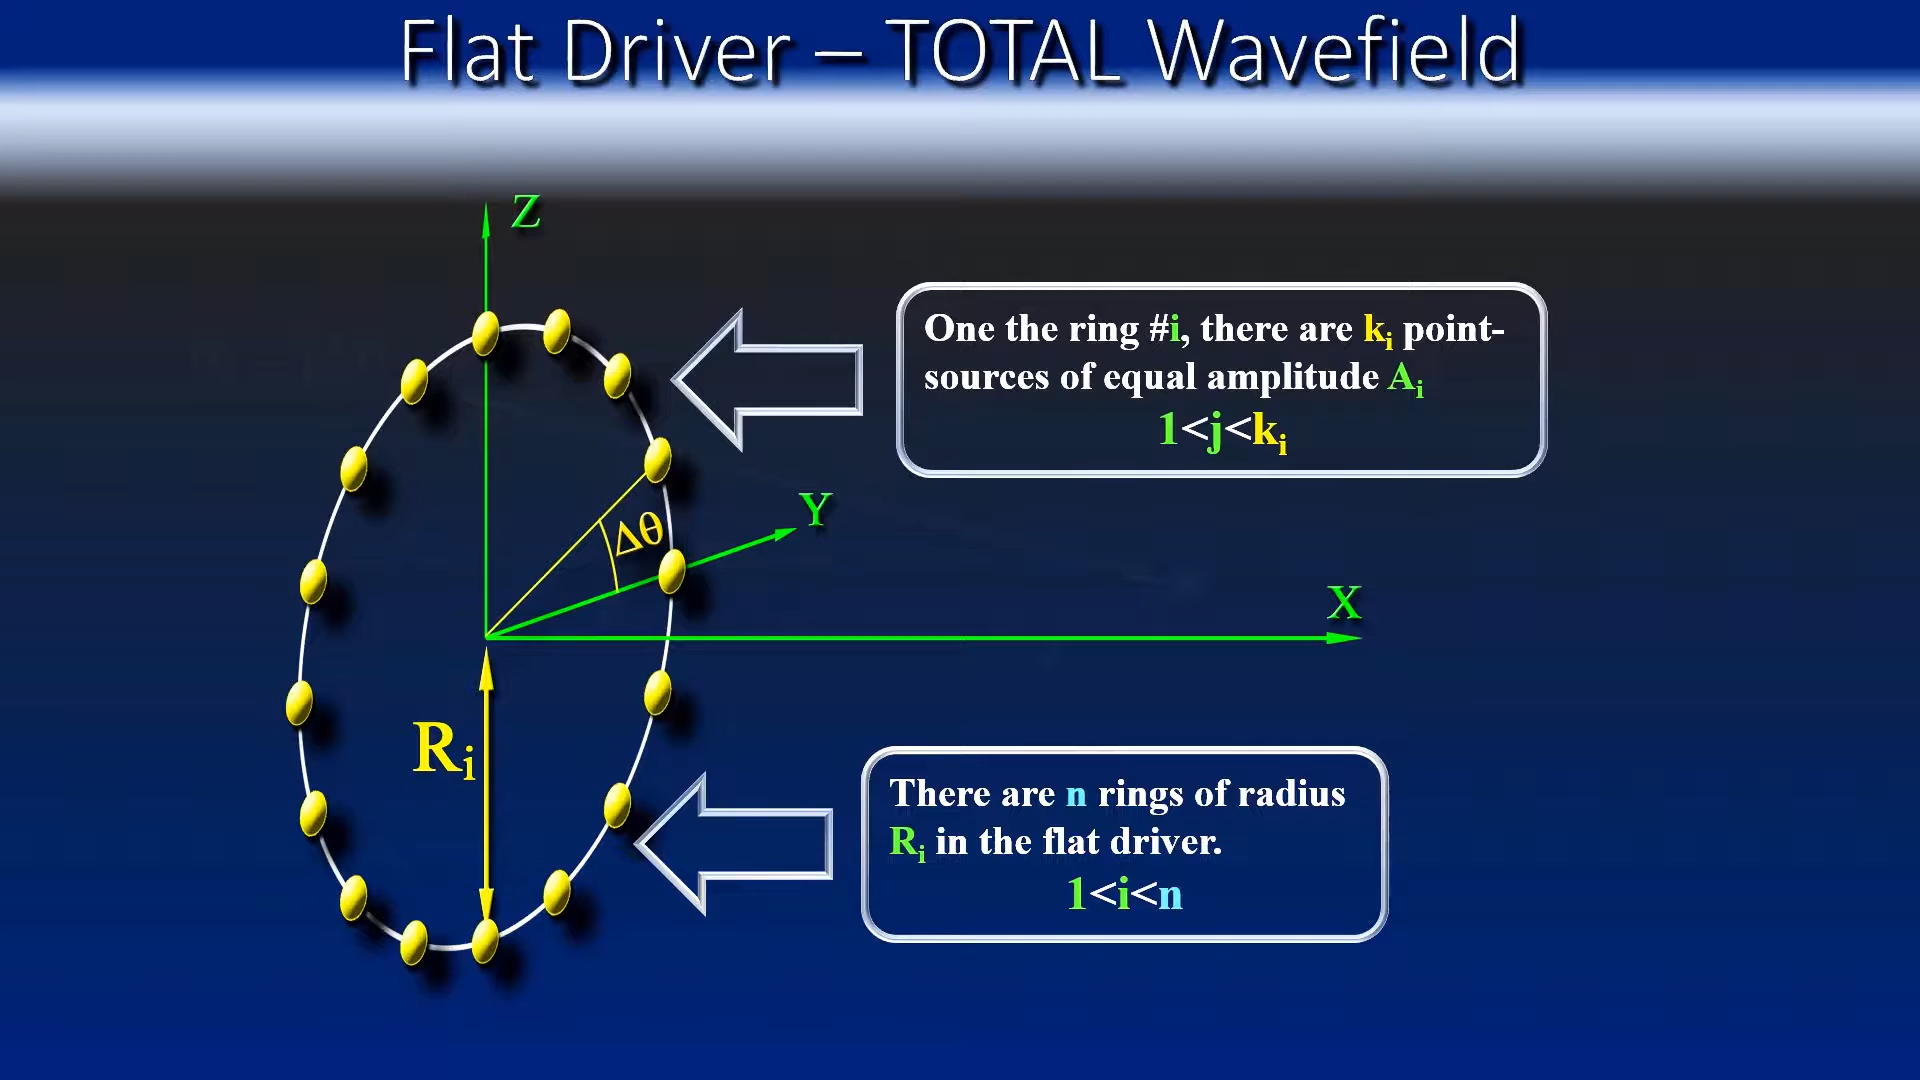 Flat Driver – TOTAL Wavefield
Z
One the ring #i, there are kᵢ point-
sources of equal amplitude Aᵢ
1<j<kᵢ
Y
Δθ
X
Rᵢ
There are n rings of radius
Rᵢ in the flat driver.
1<i<n